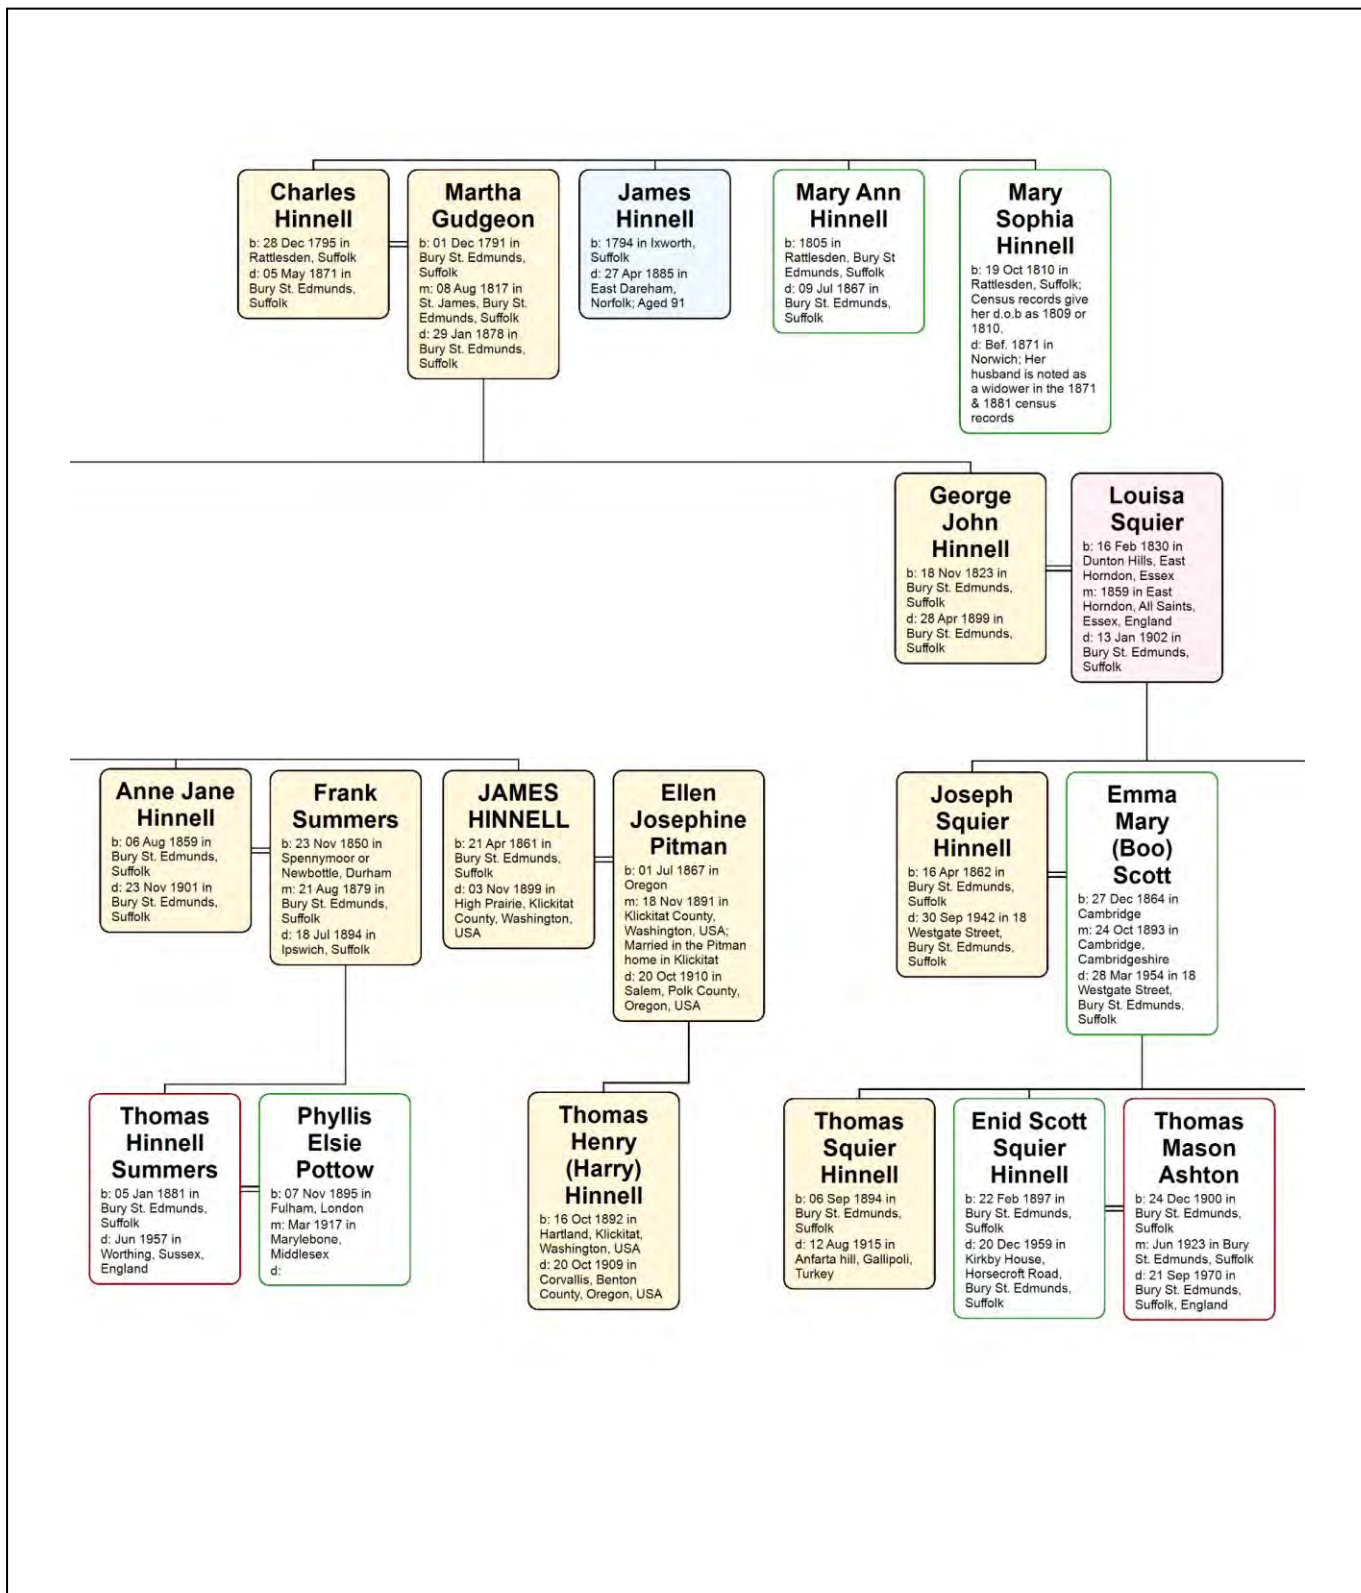 Charles
Hinnell
b: 28 Dec 1795 in
Rattlesden, Suffolk
d: 05 May 1871 in
Bury St. Edmunds,
Suffolk
Martha
Gudgeon
b: 01 Dec 1791 in
Bury St. Edmunds,
Suffolk
m: 08 Aug 1817 in
St. James, Bury St.
Edmunds, Suffolk
d: 29 Jan 1878 in
Bury St. Edmunds,
Suffolk
James
Hinnell
b: 1794 in Ixworth,
Suffolk
d: 27 Apr 1885 in
East Dareham,
Norfolk; Aged 91
Mary Ann
Hinnell
b: 1805 in
Rattlesden, Bury St
Edmunds, Suffolk
d: 09 Jul 1867 in
Bury St. Edmunds,
Suffolk
Mary
Sophia
Hinnell
b: 19 Oct 1810 in
Rattlesden, Suffolk;
Census records give
her d.o.b as 1809 or
1810.
d: Bef. 1871 in
Norwich; Her
husband is noted as
a widower in the 1871
& 1881 census
records
George
John
Hinnell
b: 18 Nov 1823 in
Bury St. Edmunds,
Suffolk
d: 28 Apr 1899 in
Bury St. Edmunds,
Suffolk
Louisa
Squier
b: 16 Feb 1830 in
Dunton Hills, East
Horndon, Essex
m: 1859 in East
Horndon, All Saints,
Essex, England
d: 13 Jan 1902 in
Bury St. Edmunds,
Suffolk
Anne Jane
Hinnell
b: 06 Aug 1859 in
Bury St. Edmunds,
Suffolk
d: 23 Nov 1901 in
Bury St. Edmunds,
Suffolk
Frank
Summers
b: 23 Nov 1850 in
Spennymoor or
Newbottle, Durham
m: 21 Aug 1879 in
Bury St. Edmunds,
Suffolk
d: 18 Jul 1894 in
Ipswich, Suffolk
JAMES
HINNELL
b: 21 Apr 1861 in
Bury St. Edmunds,
Suffolk
d: 03 Nov 1899 in
High Prairie, Klickitat
County, Washington,
USA
Ellen
Josephine
Pitman
b: 01 Jul 1867 in
Oregon
m: 18 Nov 1891 in
Klickitat County,
Washington, USA;
Married in the Pitman
home in Klickitat
d: 20 Oct 1910 in
Salem, Polk County,
Oregon, USA
Joseph
Squier
Hinnell
b: 16 Apr 1862 in
Bury St. Edmunds,
Suffolk
d: 30 Sep 1942 in 18
Westgate Street,
Bury St. Edmunds,
Suffolk
Emma
Mary
(Boo)
Scott
b: 27 Dec 1864 in
Cambridge
m: 24 Oct 1893 in
Cambridge,
Cambridgeshire
d: 28 Mar 1954 in 18
Westgate Street,
Bury St. Edmunds,
Suffolk
Thomas
Hinnell
Summers
b: 05 Jan 1881 in
Bury St. Edmunds,
Suffolk
d: Jun 1957 in
Worthing, Sussex,
England
Phyllis
Elsie
Pottow
b: 07 Nov 1895 in
Fulham, London
m: Mar 1917 in
Marylebone,
Middlesex
d:
Thomas
Henry
(Harry)
Hinnell
b: 16 Oct 1892 in
Hartland, Klickitat,
Washington, USA
d: 20 Oct 1909 in
Corvallis, Benton
County, Oregon, USA
Thomas
Squier
Hinnell
b: 06 Sep 1894 in
Bury St. Edmunds,
Suffolk
d: 12 Aug 1915 in
Anfarta hill, Gallipoli,
Turkey
Enid Scott
Squier
Hinnell
b: 22 Feb 1897 in
Bury St. Edmunds,
Suffolk
d: 20 Dec 1959 in
Kirkby House,
Horsecroft Road,
Bury St. Edmunds,
Suffolk
Thomas
Mason
Ashton
b: 24 Dec 1900 in
Bury St. Edmunds,
Suffolk
m: Jun 1923 in Bury
St. Edmunds, Suffolk
d: 21 Sep 1970 in
Bury St. Edmunds,
Suffolk, England